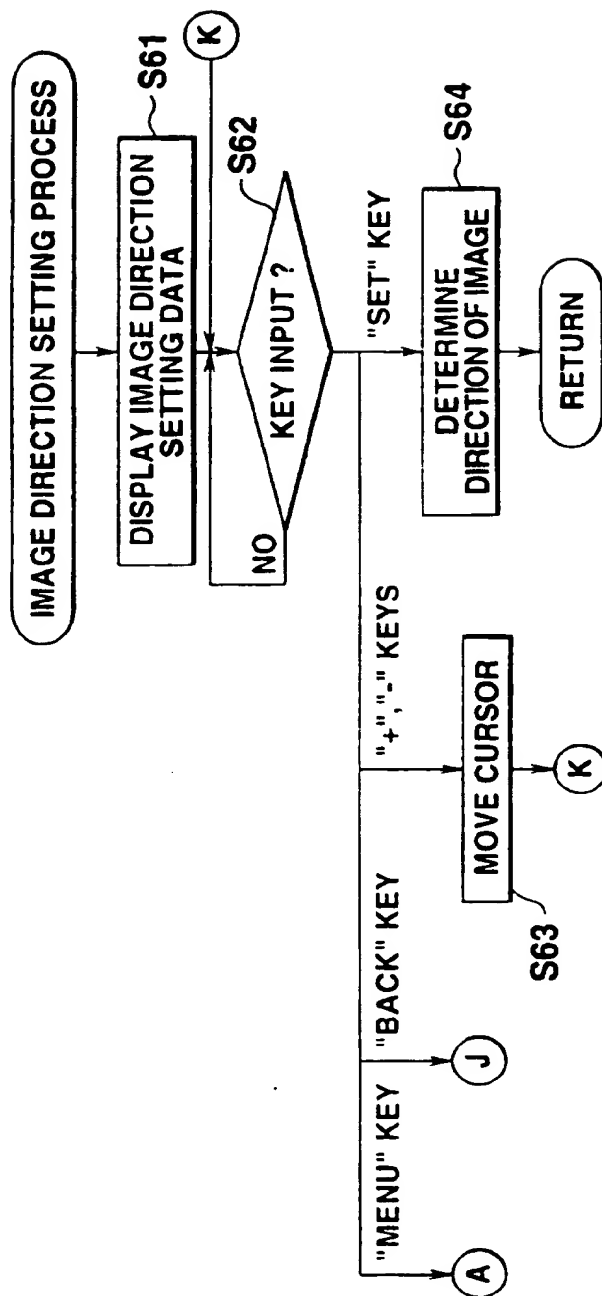 IMAGE DIRECTION SETTING PROCESS
DISPLAY IMAGE DIRECTION
SETTING DATA
S61
K
S62
KEY INPUT ?
NO
"MENU" KEY
"BACK" KEY
"+","-" KEYS
"SET" KEY
A
J
MOVE CURSOR
S63
K
DETERMINE
DIRECTION OF IMAGE
S64
RETURN